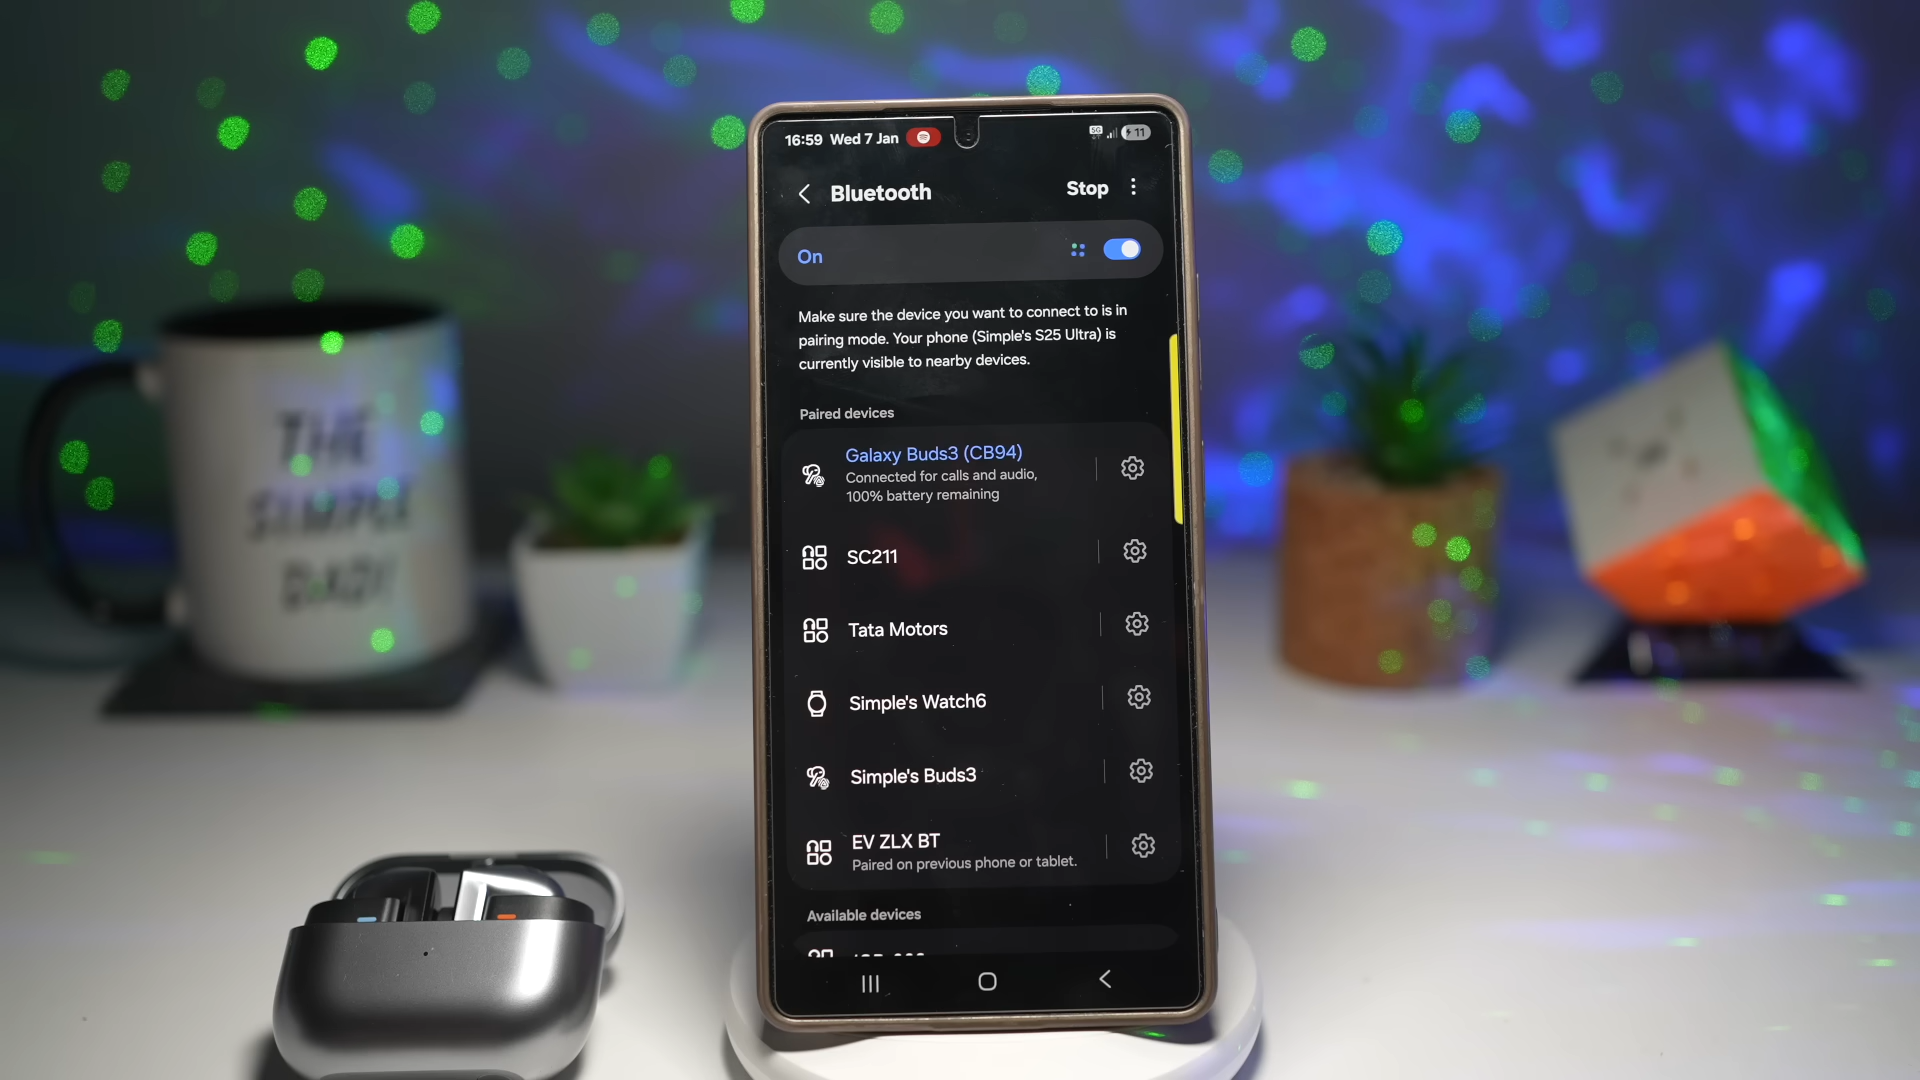 16:59 Wed 7 Jan
5G
11
Bluetooth
Stop
On
Make sure the device you want to connect to is in
pairing mode. Your phone (Simple's S25 Ultra) is
currently visible to nearby devices.
Paired devices
Galaxy Buds3 (CB94)
Connected for calls and audio,
100% battery remaining
SC211
Tata Motors
Simple's Watch6
Simple's Buds3
EV ZLX BT
Paired on previous phone or tablet.
Available devices
THE
SIMPLE
DAD!